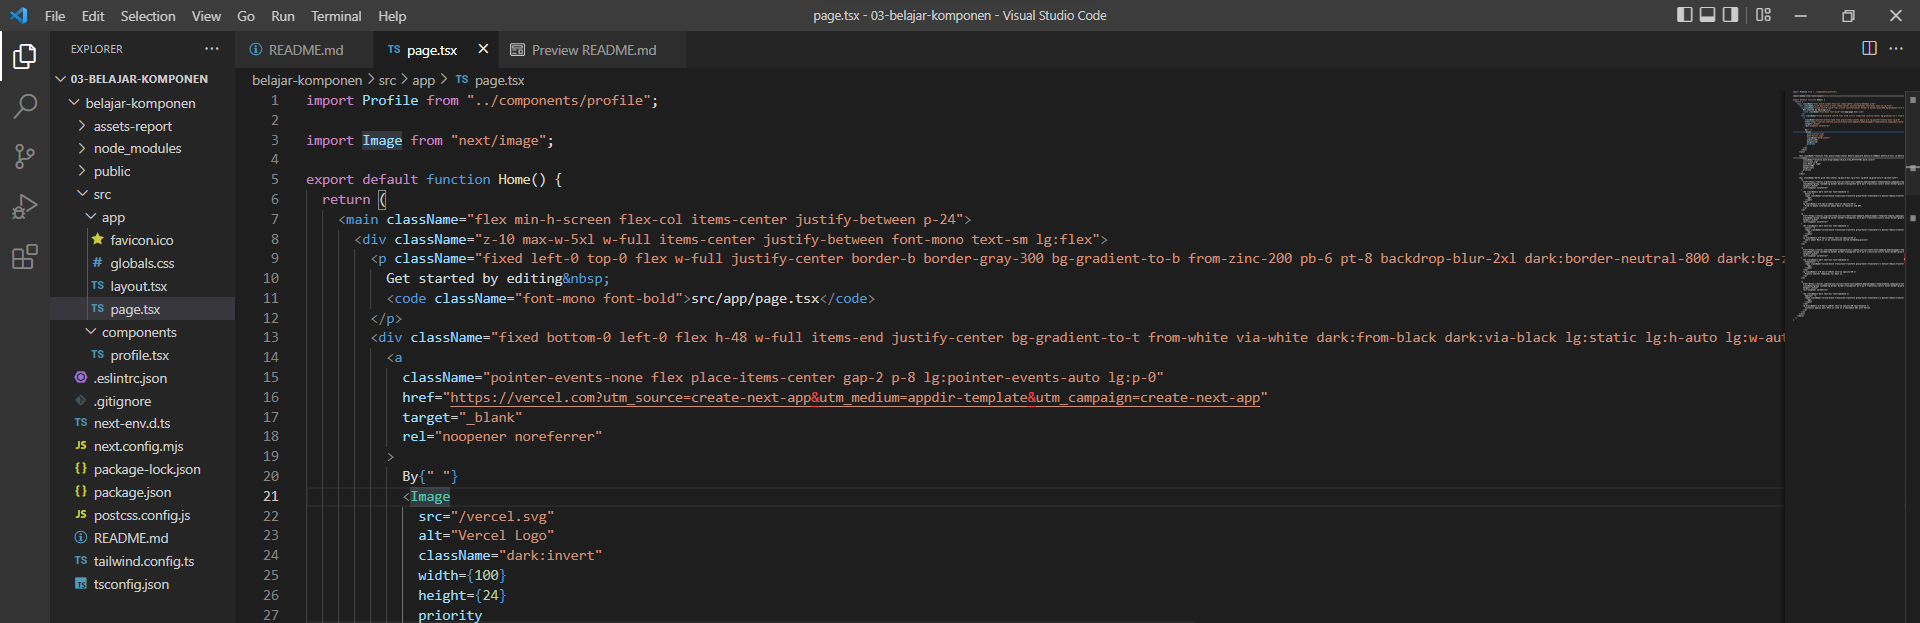 File Edit Selection View Go Run Terminal Help
page.tsx - 03-belajar-komponen - Visual Studio Code
EXPLORER
03-BELAJAR-KOMPONEN
belajar-komponen
assets-report
node_modules
public
src
app
favicon.ico
# globals.css
TS layout.tsx
TS page.tsx
components
TS profile.tsx
.eslintrc.json
.gitignore
TS next-env.d.ts
JS next.config.mjs
{} package-lock.json
{} package.json
JS postcss.config.js
README.md
TS tailwind.config.ts
TS tsconfig.json
README.md
TS page.tsx
Preview README.md
belajar-komponen > src > app > TS page.tsx
1 import Profile from "../components/profile";
2
3 import Image from "next/image";
4
5 export default function Home() {
6 return (
7 <main className="flex min-h-screen flex-col items-center justify-between p-24">
8 <div className="z-10 max-w-5xl w-full items-center justify-between font-mono text-sm lg:flex">
9 <p className="fixed left-0 top-0 flex w-full justify-center border-b border-gray-300 bg-gradient-to-b from-zinc-200 pb-6 pt-8 backdrop-blur-2xl dark:border-neutral-800 dark:bg-z
10 Get started by editing&nbsp;
11 <code className="font-mono font-bold">src/app/page.tsx</code>
12 </p>
13 <div className="fixed bottom-0 left-0 flex h-48 w-full items-end justify-center bg-gradient-to-t from-white via-white dark:from-black dark:via-black lg:static lg:h-auto lg:w-aut
14 <a
15 className="pointer-events-none flex place-items-center gap-2 p-8 lg:pointer-events-auto lg:p-0"
16 href="https://vercel.com?utm_source=create-next-app&utm_medium=appdir-template&utm_campaign=create-next-app"
17 target="_blank"
18 rel="noopener noreferrer"
19 >
20 By{" "}
21 <Image
22 src="/vercel.svg"
23 alt="Vercel Logo"
24 className="dark:invert"
25 width={100}
26 height={24}
27 priority